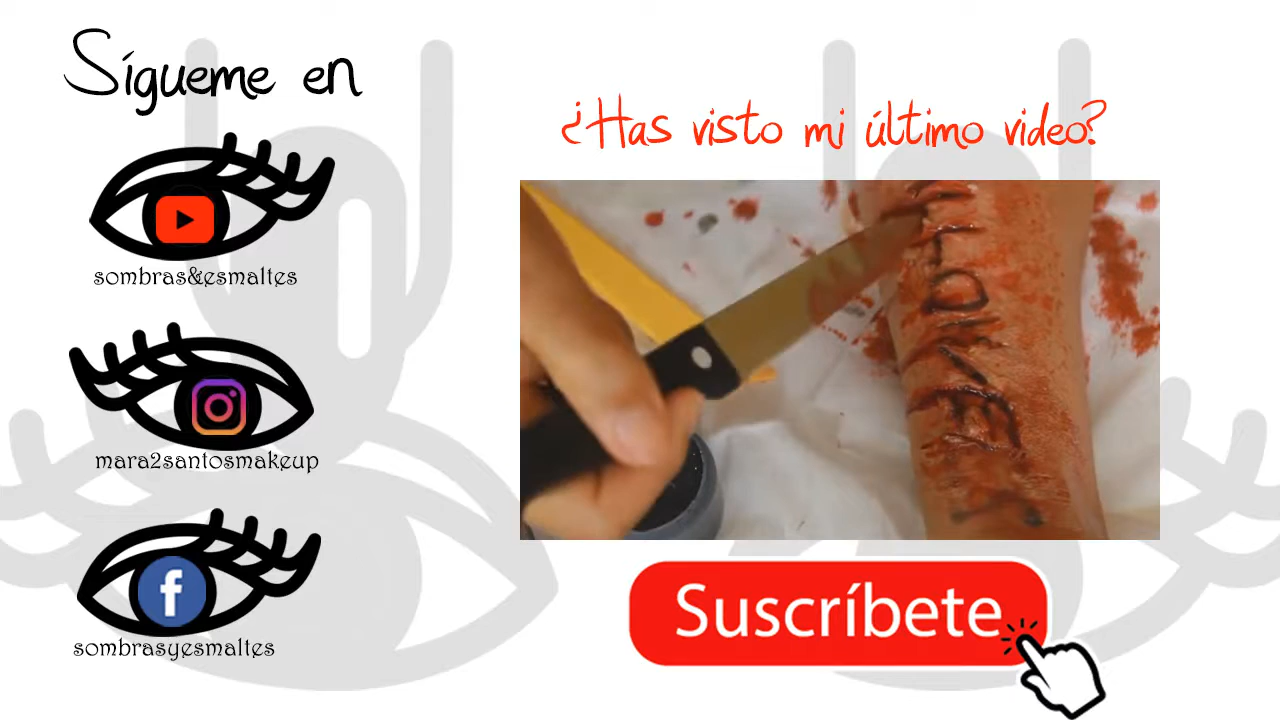 Sígueme en
sombras&esmaltes
mara2santosmakeup
sombrasyesmaltes
¿Has visto mi último video?
Suscríbete